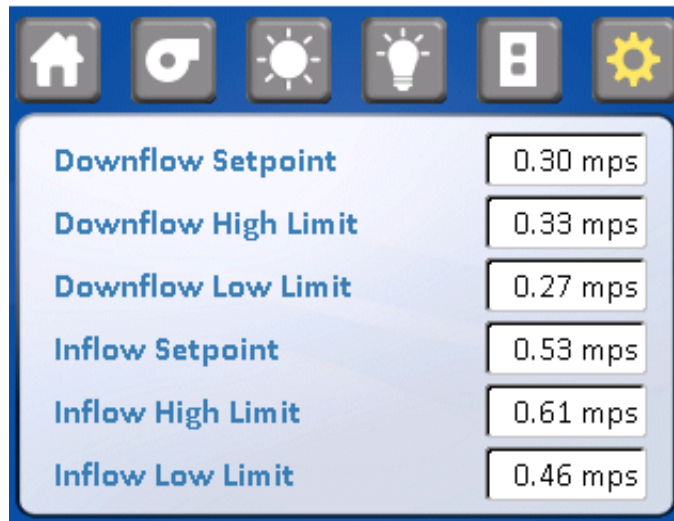 Downflow Setpoint 0.30 mps
Downflow High Limit 0.33 mps
Downflow Low Limit 0.27 mps
Inflow Setpoint 0.53 mps
Inflow High Limit 0.61 mps
Inflow Low Limit 0.46 mps